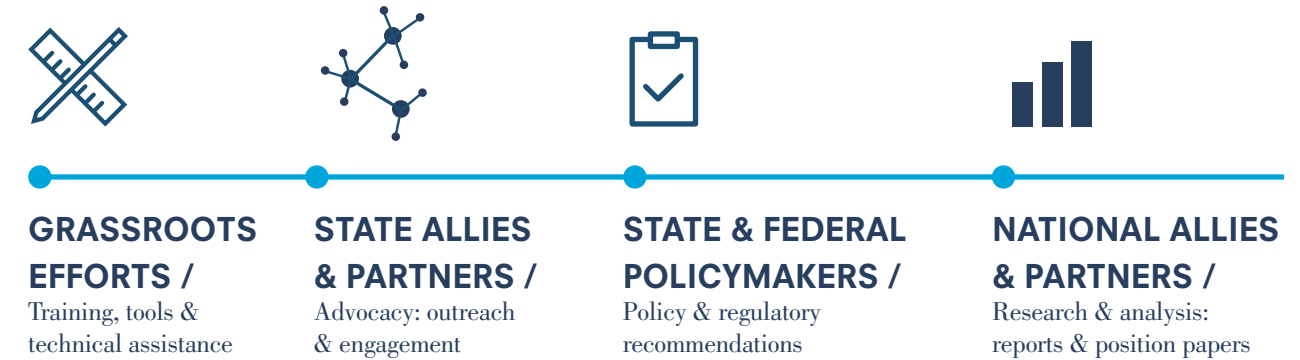 GRASSROOTS
EFFORTS /
Training, tools &
technical assistance
STATE ALLIES
& PARTNERS /
Advocacy: outreach
& engagement
STATE & FEDERAL
POLICYMAKERS /
Policy & regulatory
recommendations
NATIONAL ALLIES
& PARTNERS /
Research & analysis:
reports & position papers